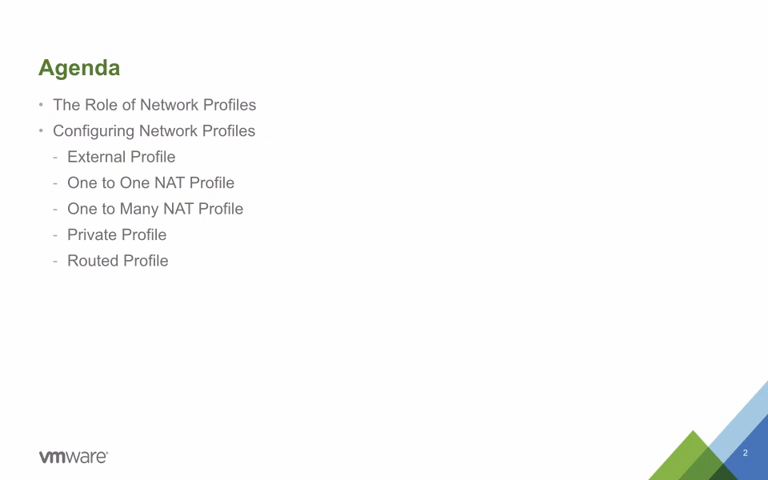 Agenda
• The Role of Network Profiles
• Configuring Network Profiles
- External Profile
- One to One NAT Profile
- One to Many NAT Profile
- Private Profile
- Routed Profile
vmware
2